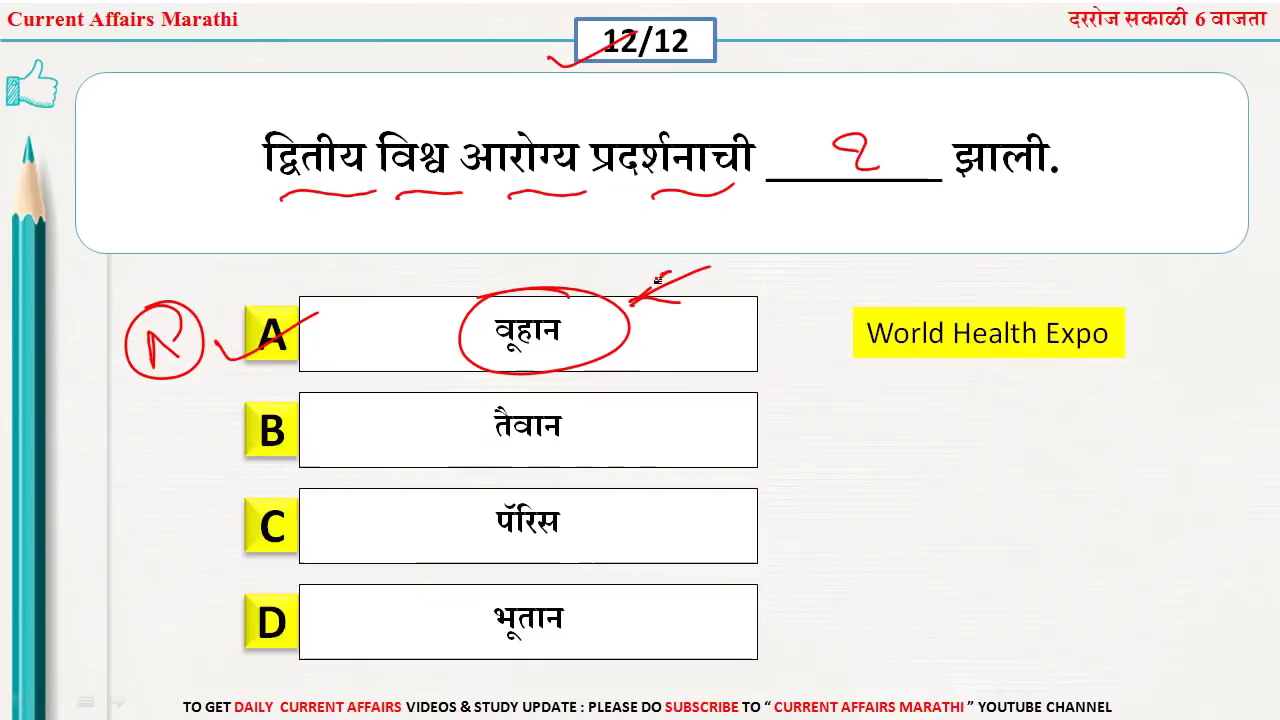 Current Affairs Marathi
दररोज सकाळी 6 वाजता
12/12
द्वितीय विश्व आरोग्य प्रदर्शनाची ________ झाली.
A वूहान
World Health Expo
B तैवान
C पॅरिस
D भूतान
TO GET DAILY CURRENT AFFAIRS VIDEOS & STUDY UPDATE : PLEASE DO SUBSCRIBE TO “ CURRENT AFFAIRS MARATHI ” YOUTUBE CHANNEL